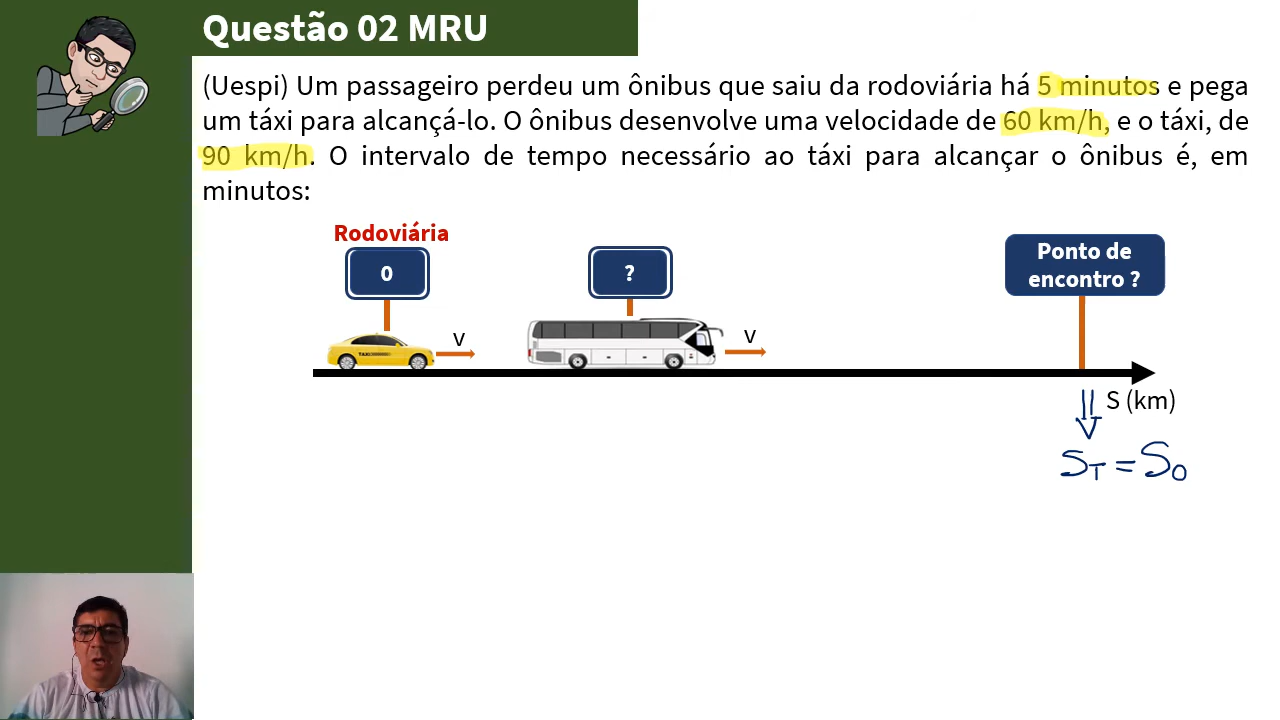 Questão 02 MRU
(Uespi) Um passageiro perdeu um ônibus que saiu da rodoviária há 5 minutos e pega
um táxi para alcançá-lo. O ônibus desenvolve uma velocidade de 60 km/h, e o táxi, de
90 km/h. O intervalo de tempo necessário ao táxi para alcançar o ônibus é, em
minutos:
Rodoviária
0
?
Ponto de
encontro ?
v
v
TAXI
S (km)
ST = SO